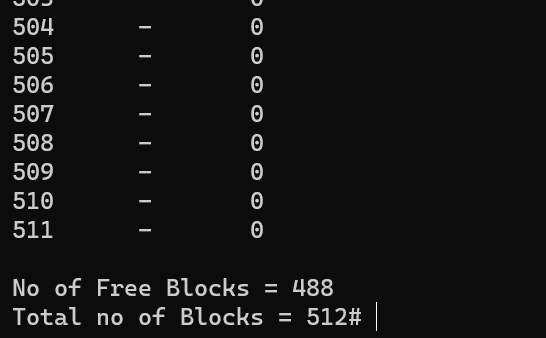 504      -       0
505      -       0
506      -       0
507      -       0
508      -       0
509      -       0
510      -       0
511      -       0
No of Free Blocks = 488
Total no of Blocks = 512#